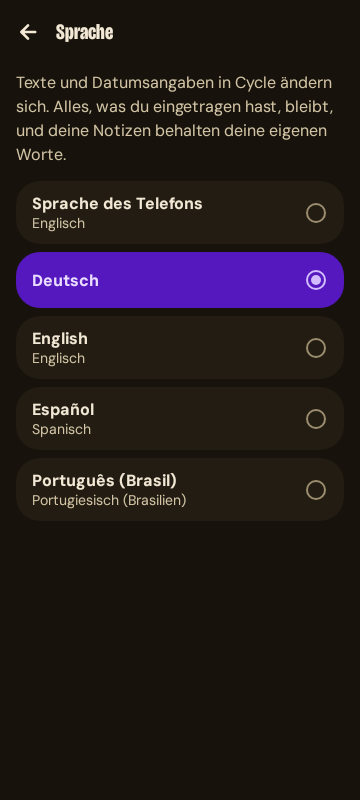 Sprache
Texte und Datumsangaben in Cycle ändern
sich. Alles, was du eingetragen hast, bleibt,
und deine Notizen behalten deine eigenen
Worte.
Sprache des Telefons
Englisch
Deutsch
English
Englisch
Español
Spanisch
Português (Brasil)
Portugiesisch (Brasilien)